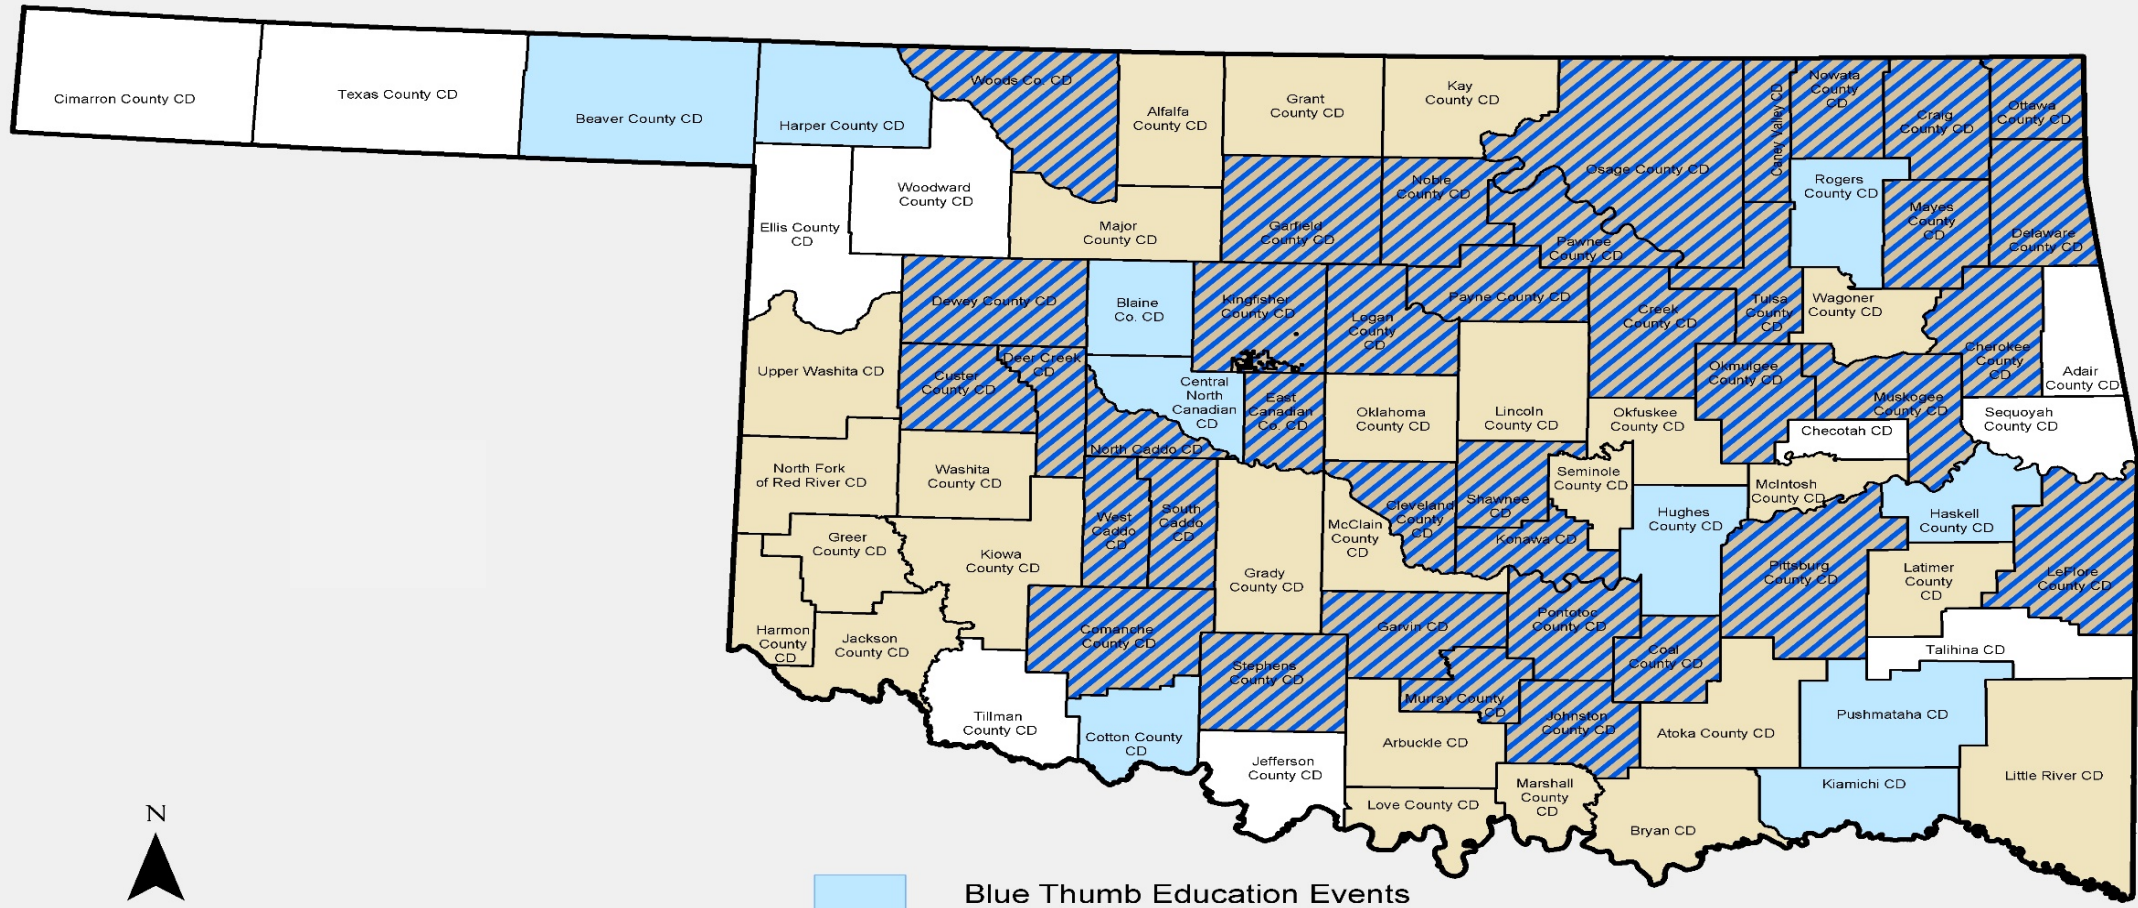 Cimarron County CD
Texas County CD
Beaver County CD
Harper County CD
Woods Co. CD
Alfalfa
County CD
Grant
County CD
Kay
County CD
Osage County CD
Caney Valley CD
Nowata
County
CD
Craig
County CD
Ottawa
County CD
Ellis County
CD
Woodward
County CD
Major
County CD
Garfield
County CD
Noble
County CD
Pawnee
County CD
Rogers
County CD
Mayes
County
CD
Delaware
County CD
Dewey County CD
Blaine
Co. CD
Kingfisher
County CD
Logan
County
CD
Payne County CD
Creek
County CD
Tulsa
County
CD
Wagoner
County CD
Cherokee
County
CD
Adair
County CD
Upper Washita CD
Custer
County CD
Deer Creek
CD
Central
North
Canadian
CD
East
Canadian
Co. CD
Oklahoma
County CD
Lincoln
County CD
Okfuskee
County CD
Okmulgee
County CD
Muskogee
County CD
Checotah CD
Sequoyah
County CD
North Fork
of Red River CD
Washita
County CD
North Caddo CD
West
Caddo
CD
South
Caddo
CD
Cleveland
County
CD
Shawnee
CD
Seminole
County CD
McIntosh
County CD
Haskell
County CD
Greer
County CD
Kiowa
County CD
Grady
County CD
McClain
County
CD
Konawa CD
Hughes
County CD
Pittsburg
County CD
Latimer
County
CD
LeFlore
County CD
Harmon
County
CD
Jackson
County CD
Comanche
County CD
Stephens
County CD
Garvin CD
Pontotoc
County CD
Coal
County CD
Talihina CD
Tillman
County CD
Cotton County
CD
Jefferson
County CD
Murray County
CD
Arbuckle CD
Johnston
County CD
Atoka County CD
Pushmataha CD
Love County CD
Marshall
County
CD
Bryan CD
Kiamichi CD
Little River CD
N
Blue Thumb Education Events